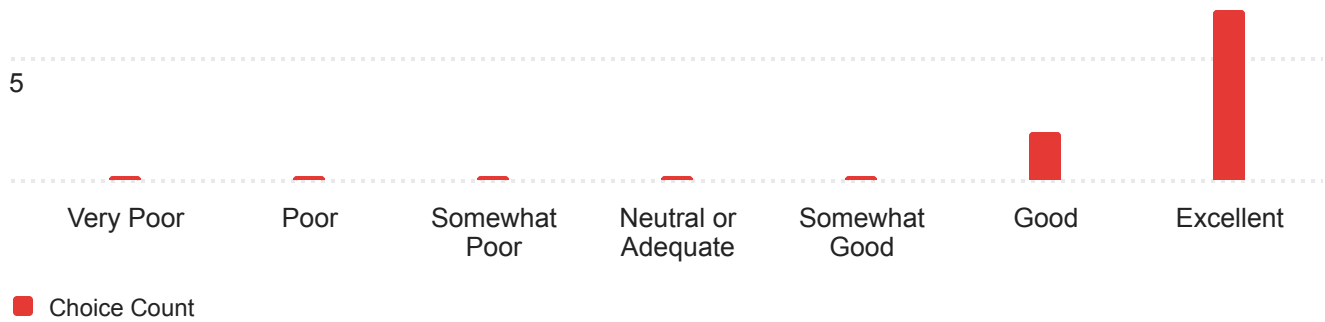 5
Very Poor
Poor
Somewhat
Poor
Neutral or
Adequate
Somewhat
Good
Good
Excellent
Choice Count